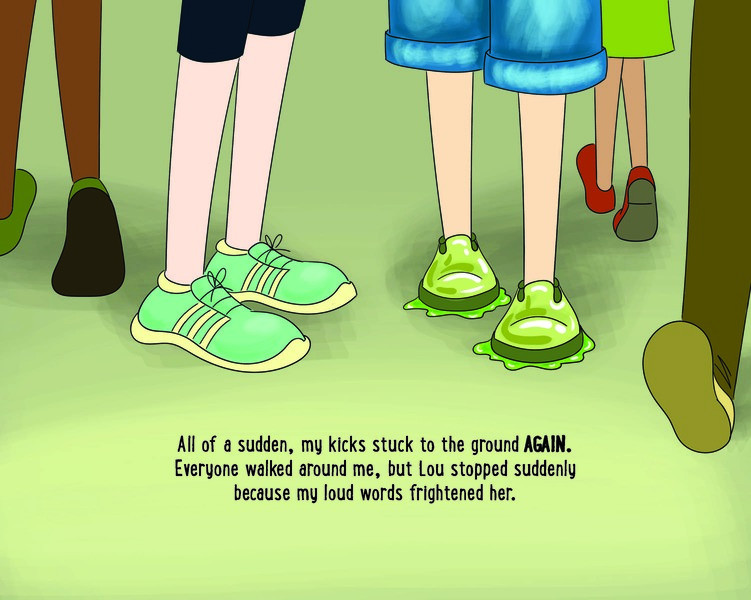 All of a sudden, my kicks stuck to the ground AGAIN.
Everyone walked around me, but Lou stopped suddenly
because my loud words frightened her.